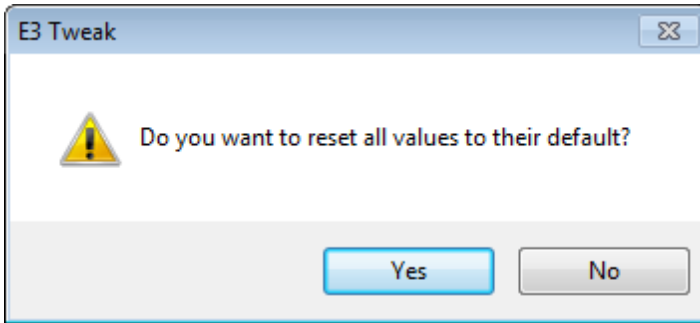 E3 Tweak
Do you want to reset all values to their default?
Yes
No